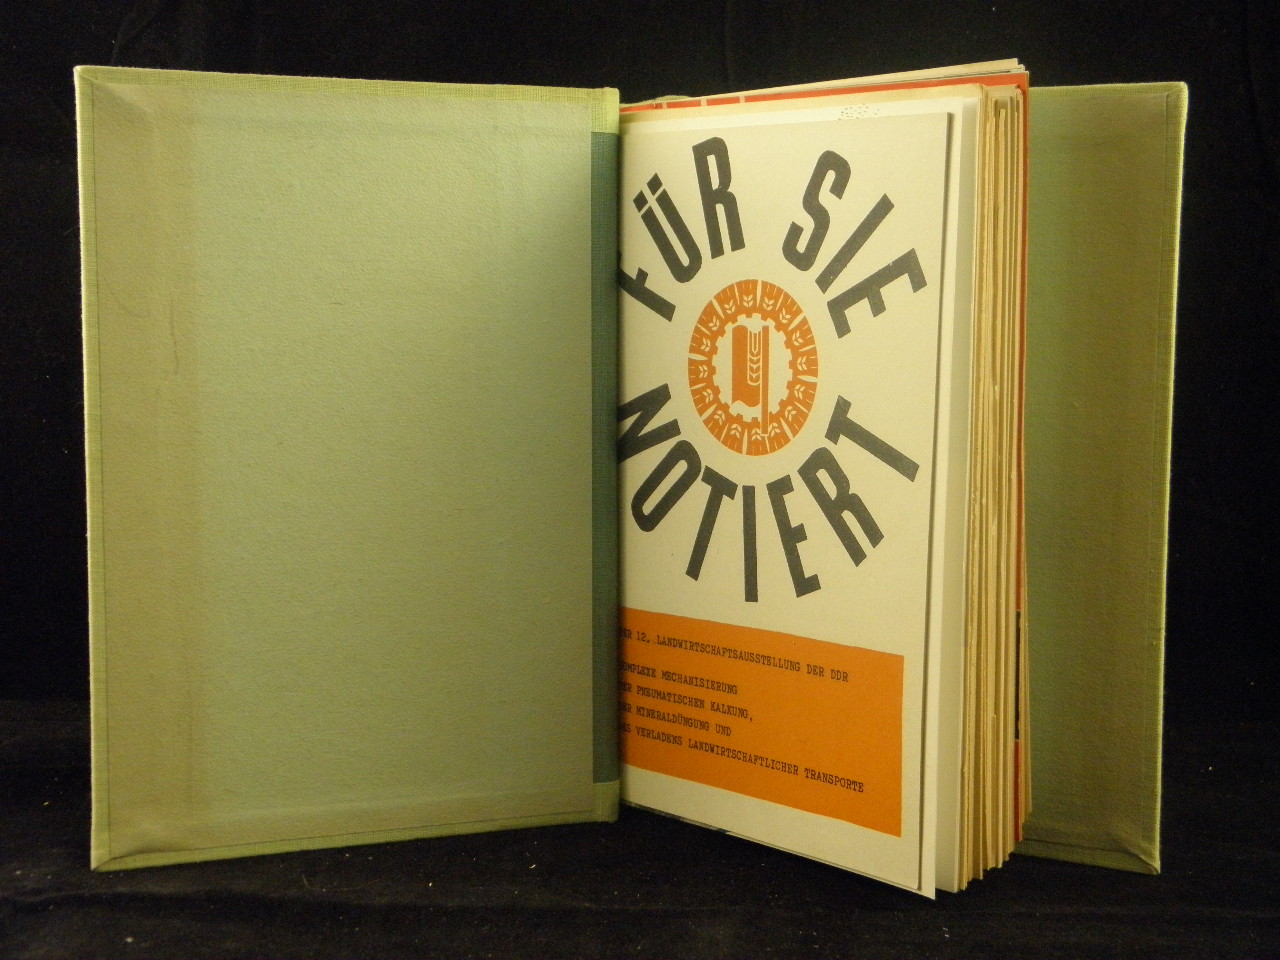 FÜR SIE
NOTIERT
12. LANDWIRTSCHAFTSAUSSTELLUNG DER DDR
MECHANISIERUNG
PNEUMATISCHEN KALKUNG,
MINERALDÜNGUNG UND
VERLADENS LANDWIRTSCHAFTLICHER TRANSPORTE